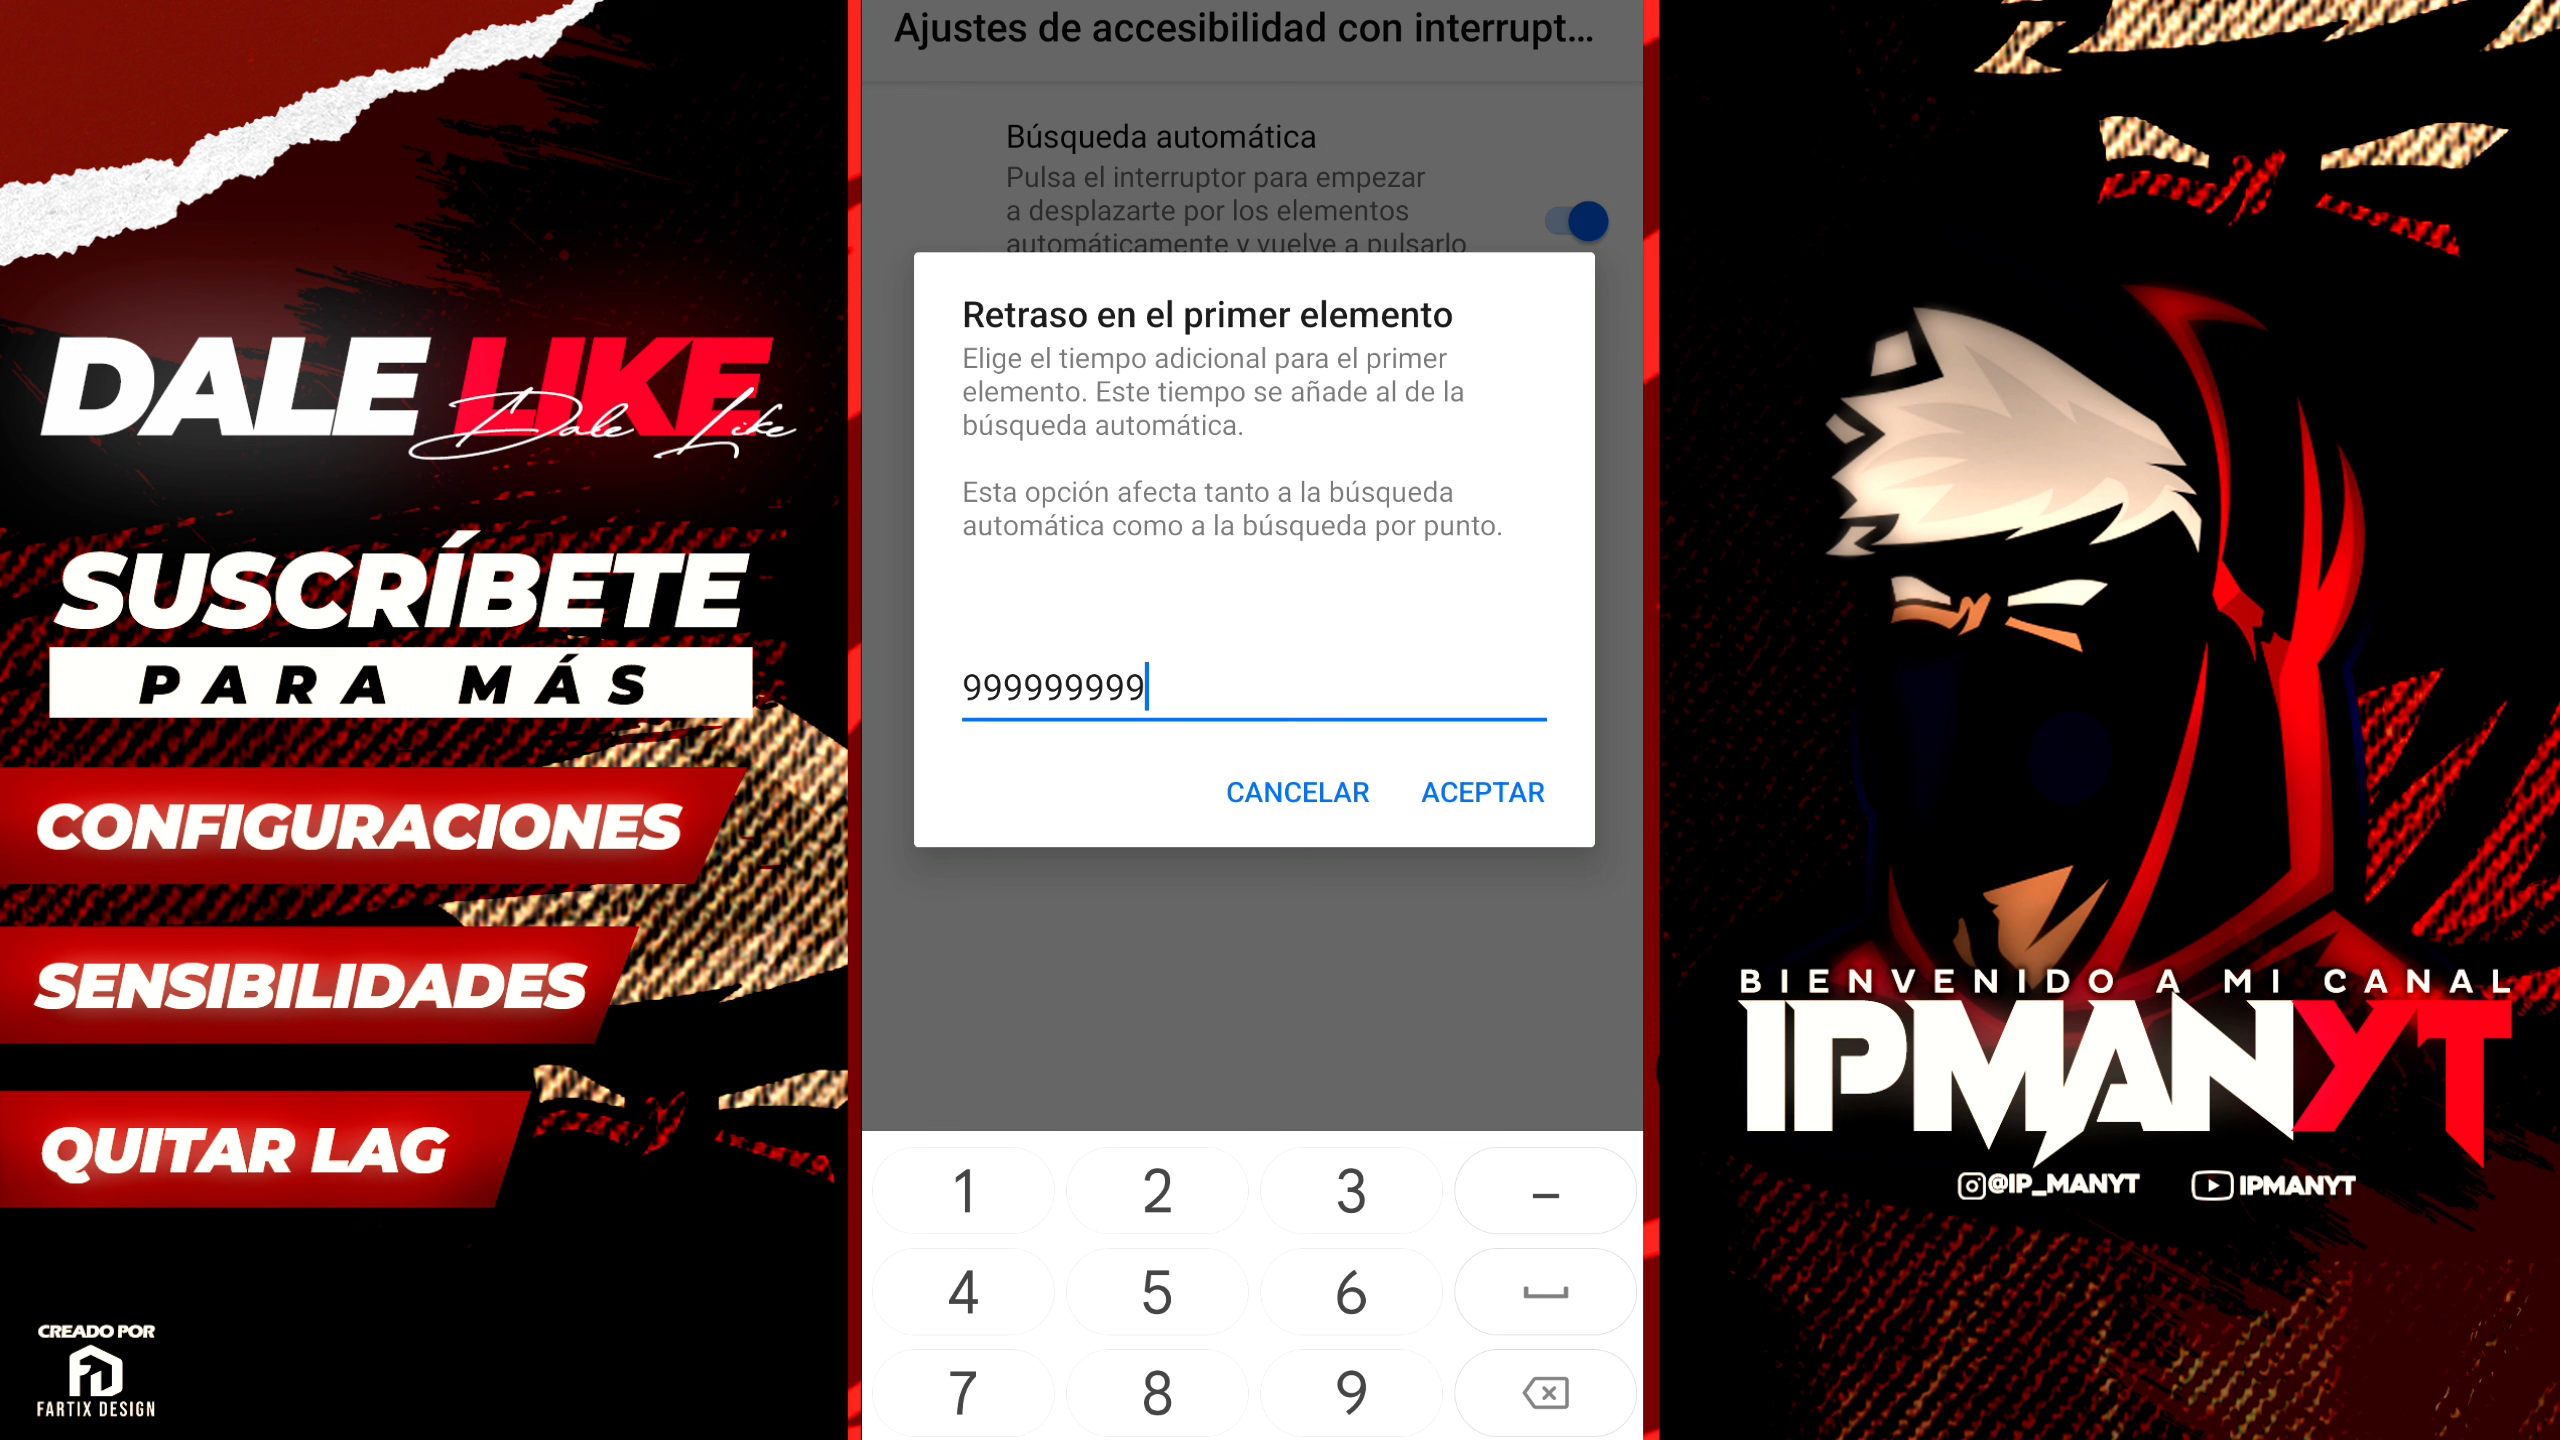 DALE LIKE
Dale Like
SUSCRÍBETE
PARA MÁS
CONFIGURACIONES
SENSIBILIDADES
QUITAR LAG
CREADO POR
FARTIX DESIGN
Ajustes de accesibilidad con interrupt...
Búsqueda automática
Pulsa el interruptor para empezar
a desplazarte por los elementos
automáticamente y vuelve a pulsarlo
Retraso en el primer elemento
Elige el tiempo adicional para el primer
elemento. Este tiempo se añade al de la
búsqueda automática.
Esta opción afecta tanto a la búsqueda
automática como a la búsqueda por punto.
999999999
CANCELAR ACEPTAR
1 2 3 –
4 5 6
7 8 9
BIENVENIDO A MI CANAL
IPMANYT
@IP_MANYT IPMANYT